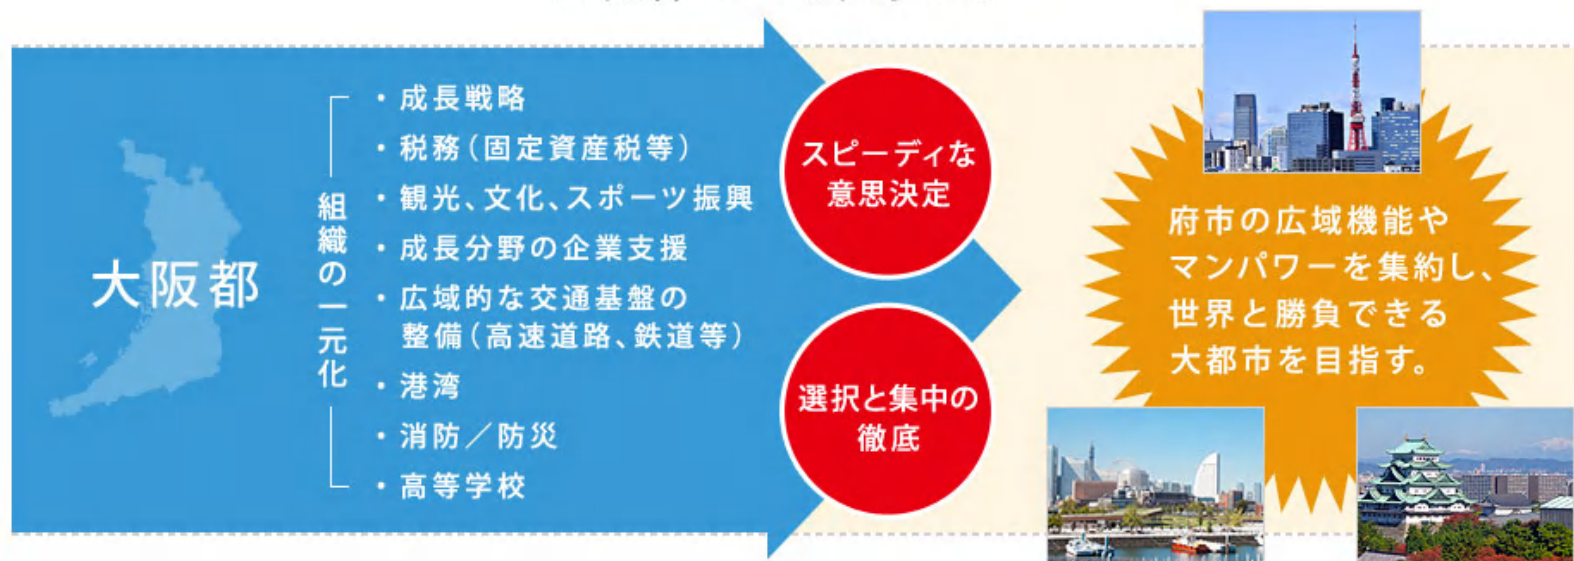 大阪都
組織の一元化
・成長戦略
・税務(固定資産税等)
・観光、文化、スポーツ振興
・成長分野の企業支援
・広域的な交通基盤の
整備(高速道路、鉄道等)
・港湾
・消防／防災
・高等学校
スピーディな
意思決定
選択と集中の
徹底
府市の広域機能や
マンパワーを集約し、
世界と勝負できる
大都市を目指す。